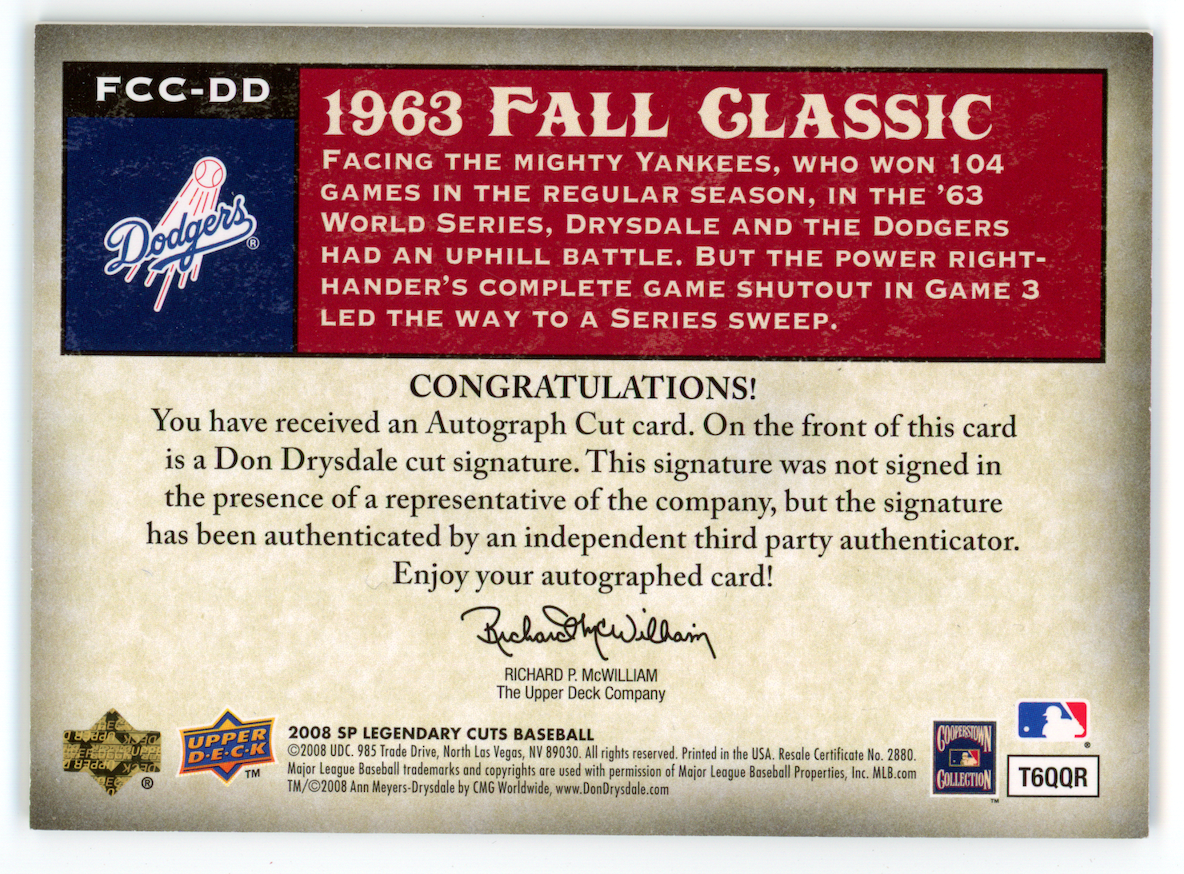 FCC-DD
Dodgers ®
1963 FALL CLASSIC
FACING THE MIGHTY YANKEES, WHO WON 104
GAMES IN THE REGULAR SEASON, IN THE '63
WORLD SERIES, DRYSDALE AND THE DODGERS
HAD AN UPHILL BATTLE. BUT THE POWER RIGHT-
HANDER'S COMPLETE GAME SHUTOUT IN GAME 3
LED THE WAY TO A SERIES SWEEP.
CONGRATULATIONS!
You have received an Autograph Cut card. On the front of this card
is a Don Drysdale cut signature. This signature was not signed in
the presence of a representative of the company, but the signature
has been authenticated by an independent third party authenticator.
Enjoy your autographed card!
Richard McWilliam
RICHARD P. McWILLIAM
The Upper Deck Company
®
UPPER
D·E·C·K
TM
2008 SP LEGENDARY CUTS BASEBALL
©2008 UDC. 985 Trade Drive, North Las Vegas, NV 89030. All rights reserved. Printed in the USA. Resale Certificate No. 2880.
Major League Baseball trademarks and copyrights are used with permission of Major League Baseball Properties, Inc. MLB.com
TM/©2008 Ann Meyers-Drysdale by CMG Worldwide, www.DonDrysdale.com
COOPERSTOWN
COLLECTION
TM
®
T6QQR